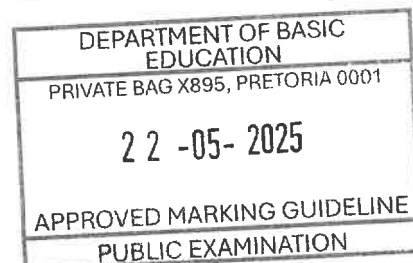 DEPARTMENT OF BASIC
EDUCATION
PRIVATE BAG X895, PRETORIA 0001
22 -05- 2025
APPROVED MARKING GUIDELINE
PUBLIC EXAMINATION